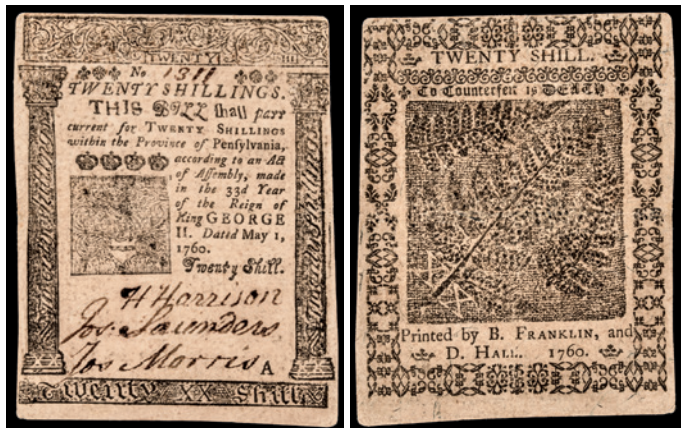 TWENTY
No 1311
TWENTY SHILLINGS.
THIS BILL shall pass
current for TWENTY SHILLINGS
within the Province of Pensylvania,
according to an Act
of Assembly, made
in the 33d Year
of the Reign of
King GEORGE
II. Dated May 1,
1760.
Twenty Shill.
H Harrison
Jos. Saunders
Jos Morris A
XX XX
Twenty XX Shill
TWENTY SHILL.
To Counterfeit is DEATH
Printed by B. FRANKLIN, and
D. HALL. 1760.